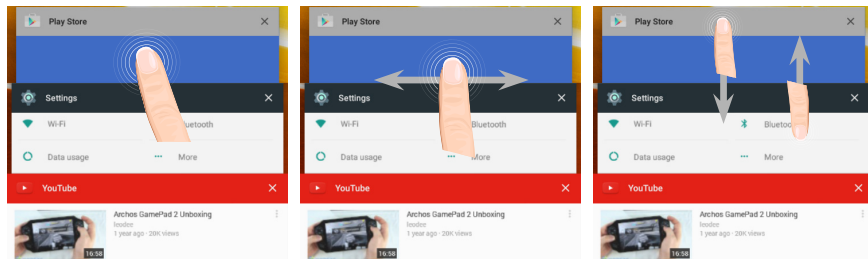 Play Store
Settings
Wi-Fi
luetooth
Data usage
More
YouTube
Archos GamePad 2 Unboxing
leodee
1 year ago · 20K views
16:58
Play Store
Settings
Wi-Fi
luetooth
Data usage
More
YouTube
Archos GamePad 2 Unboxing
leodee
1 year ago · 20K views
16:58
Play Store
Settings
Wi-Fi
Bluetoo
Data usage
More
YouTube
Archos GamePad 2 Unboxing
leodee
1 year ago · 20K views
16:58